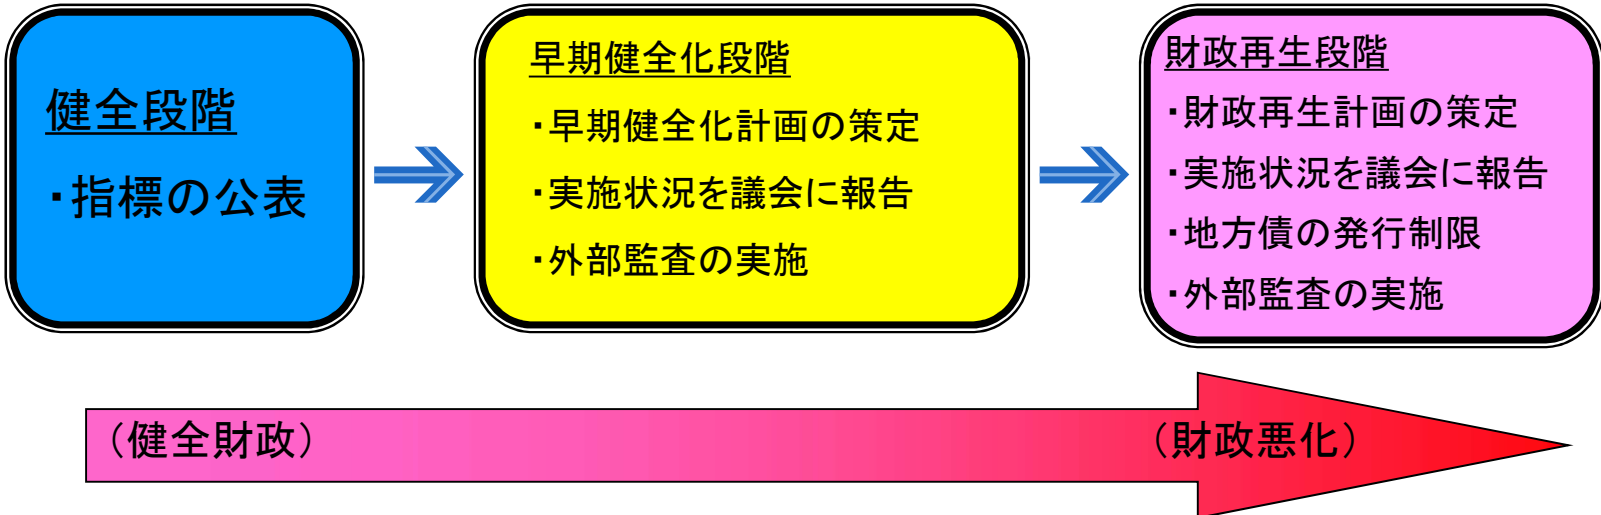 健全段階
・指標の公表
早期健全化段階
・早期健全化計画の策定
・実施状況を議会に報告
・外部監査の実施
財政再生段階
・財政再生計画の策定
・実施状況を議会に報告
・地方債の発行制限
・外部監査の実施
（健全財政）
（財政悪化）